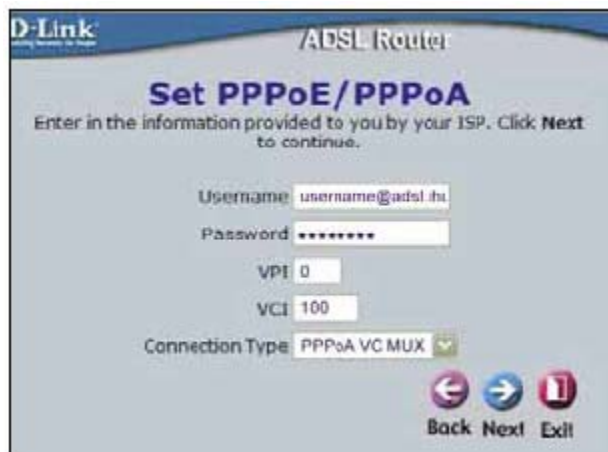 D-Link
ADSL Router
Set PPPoE/PPPoA
Enter in the information provided to you by your ISP. Click Next
to continue.
Username username@adsl.ihu
Password ••••••••
VPI 0
VCI 100
Connection Type PPPoA VC MUX
Back Next Exit